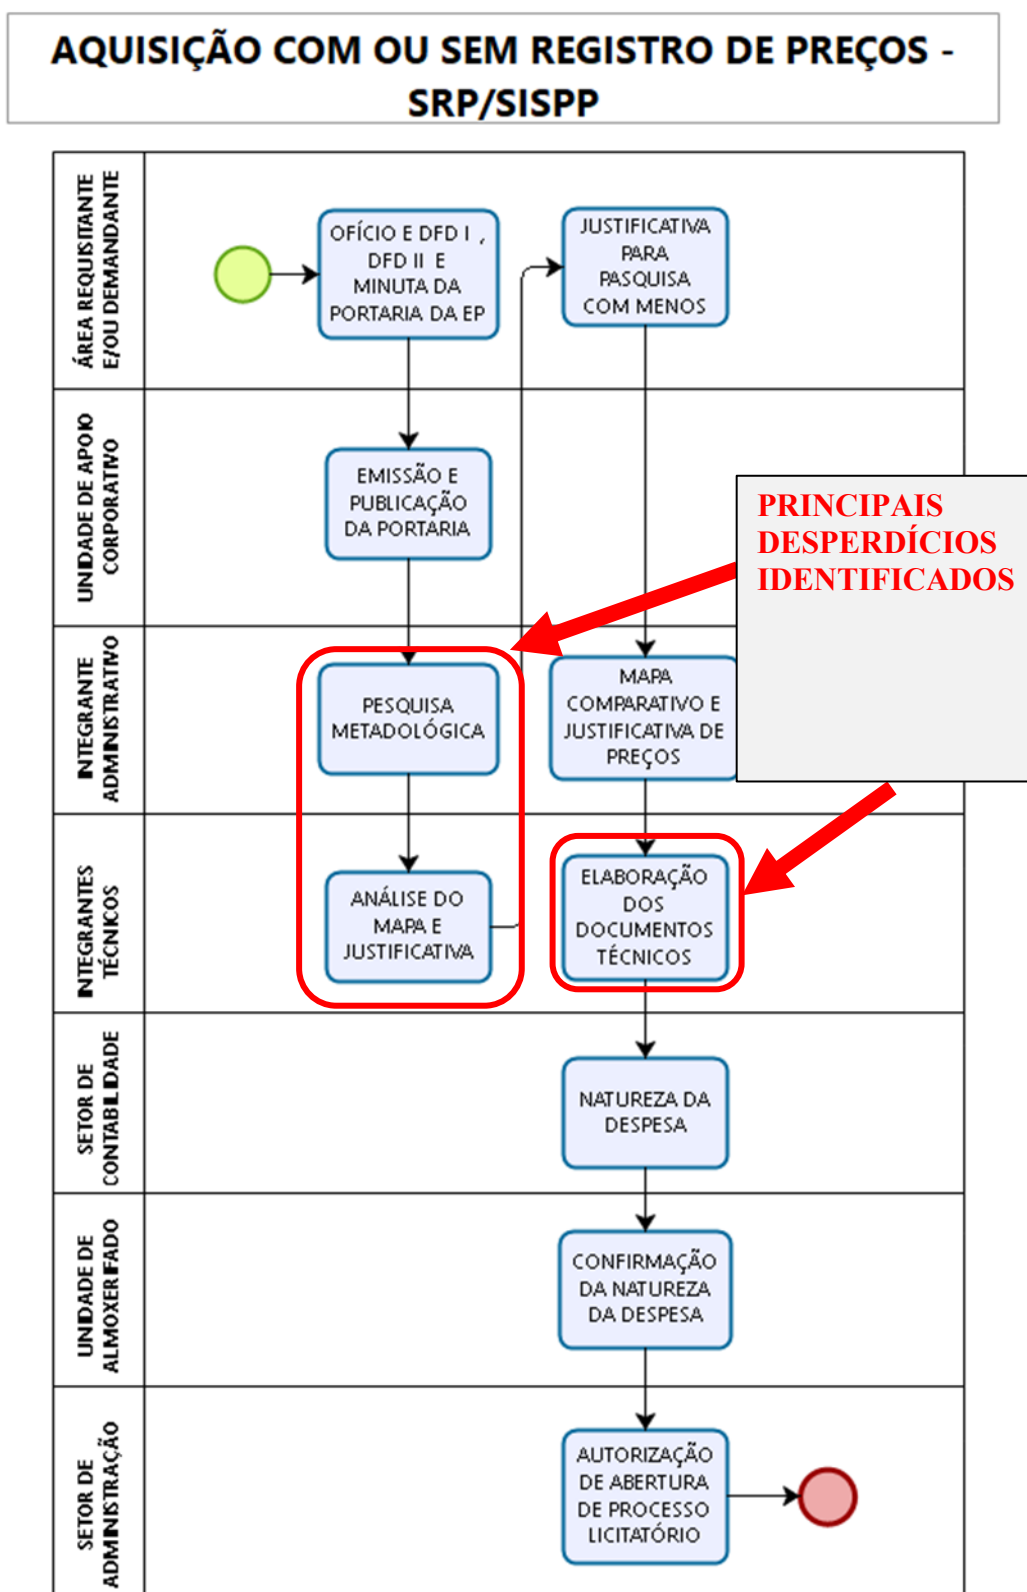 AQUISIÇÃO COM OU SEM REGISTRO DE PREÇOS -
SRP/SISPP
ÁREA REQUISITANTE
E/OU DEMANDANTE
OFÍCIO E DFD I ,
DFD II E
MINUTA DA
PORTARIA DA EP
JUSTIFICATIVA
PARA
PASQUISA
COM MENOS
UNIDADE DE APOIO
CORPORATIVO
EMISSÃO E
PUBLICAÇÃO
DA PORTARIA
PRINCIPAIS
DESPERDÍCIOS
IDENTIFICADOS
INTEGRANTE
ADMINISTRATIVO
PESQUISA
METADOLÓGICA
MAPA
COMPARATIVO E
JUSTIFICATIVA DE
PREÇOS
INTEGRANTES
TÉCNICOS
ANÁLISE DO
MAPA E
JUSTIFICATIVA
ELABORAÇÃO
DOS
DOCUMENTOS
TÉCNICOS
SETOR DE
CONTABILIDADE
NATUREZA DA
DESPESA
UNIDADE DE
ALMOXERIFADO
CONFIRMAÇÃO
DA NATUREZA
DA DESPESA
SETOR DE
ADMINISTRAÇÃO
AUTORIZAÇÃO
DE ABERTURA
DE PROCESSO
LICITATÓRIO